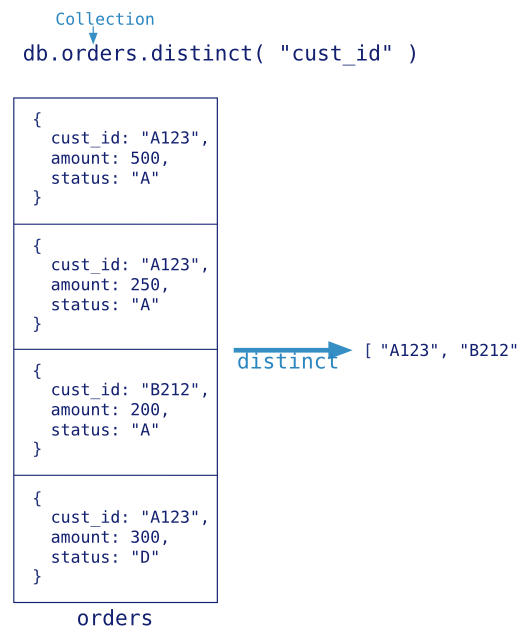 Collection
db.orders.distinct( "cust_id" )
{
cust_id: "A123",
amount: 500,
status: "A"
}
{
cust_id: "A123",
amount: 250,
status: "A"
}
{
cust_id: "B212",
amount: 200,
status: "A"
}
{
cust_id: "A123",
amount: 300,
status: "D"
}
orders
distinct
[ "A123", "B212"